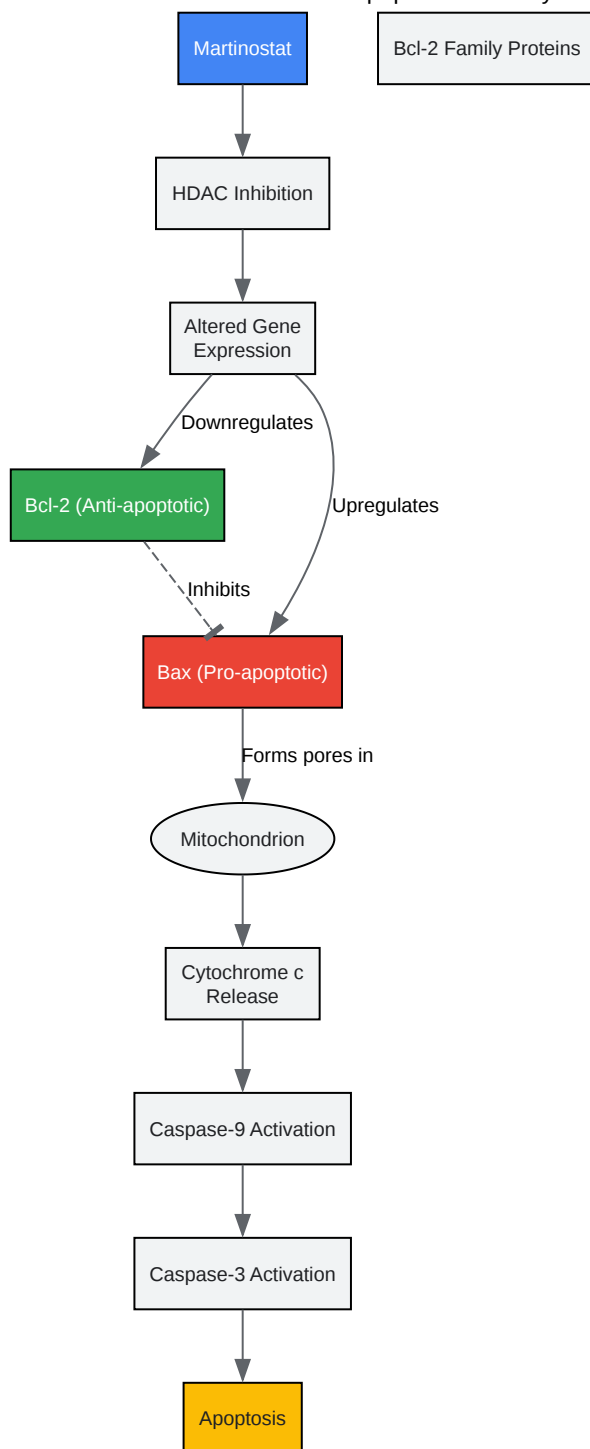 Martinostat
Bcl-2 Family Proteins
HDAC Inhibition
Altered Gene
Expression
Downregulates
Bcl-2 (Anti-apoptotic)
Upregulates
Inhibits
Bax (Pro-apoptotic)
Forms pores in
Mitochondrion
Cytochrome c
Release
Caspase-9 Activation
Caspase-3 Activation
Apoptosis